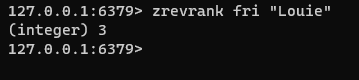 127.0.0.1:6379> zrevrank fri "Louie"
(integer) 3
127.0.0.1:6379>